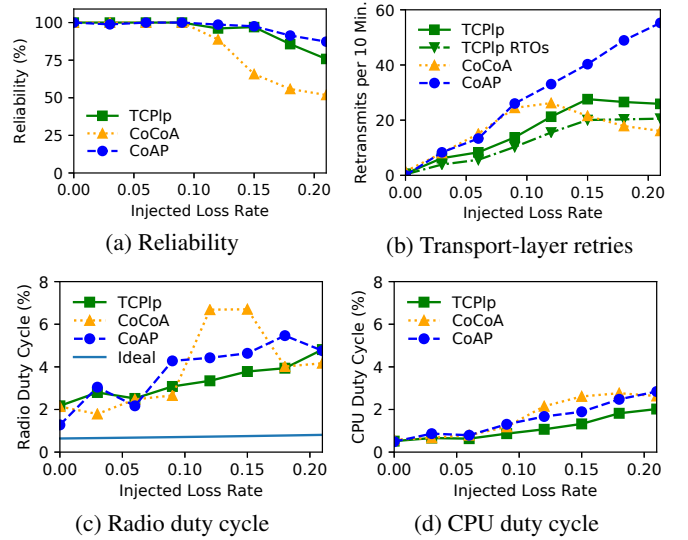 Reliability (%)
100
75
50
25
0
TCPlp
CoCoA
CoAP
0.00 0.05 0.10 0.15 0.20
Injected Loss Rate
(a) Reliability
Retransmits per 10 Min.
60
40
20
0
TCPlp
TCPlp RTOs
CoCoA
CoAP
0.00 0.05 0.10 0.15 0.20
Injected Loss Rate
(b) Transport-layer retries
Radio Duty Cycle (%)
8
6
4
2
0
TCPlp
CoCoA
CoAP
Ideal
0.00 0.05 0.10 0.15 0.20
Injected Loss Rate
(c) Radio duty cycle
CPU Duty Cycle (%)
8
6
4
2
0
TCPlp
CoCoA
CoAP
0.00 0.05 0.10 0.15 0.20
Injected Loss Rate
(d) CPU duty cycle